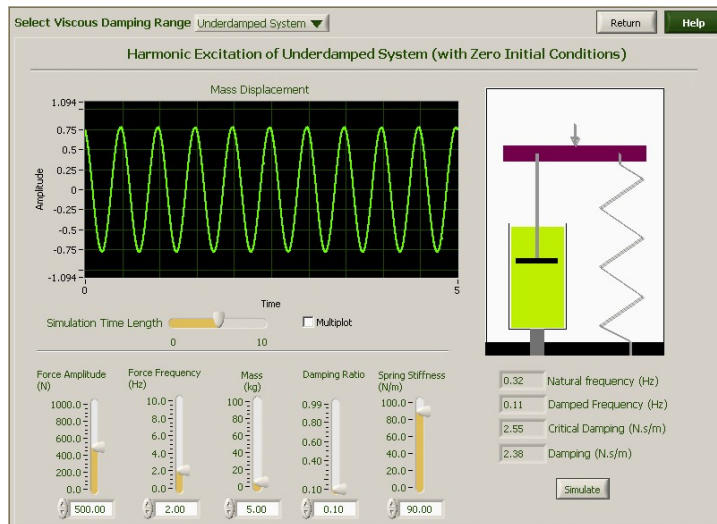 Select Viscous Damping Range Underdamped System Return Help
Harmonic Excitation of Underdamped System (with Zero Initial Conditions)
Mass Displacement
1.094
0.75
0.5
0.25
0
-0.25
-0.5
-0.75
-1.094
Amplitude
0 5
Time
Simulation Time Length
0 10
Multiplot
Force Amplitude (N)
1000.0
800.0
600.0
400.0
200.0
0.0
500.00
Force Frequency (Hz)
10.0
8.0
6.0
4.0
2.0
0.0
2.00
Mass (kg)
100
80
60
40
20
0
5.00
Damping Ratio
0.99
0.80
0.60
0.40
0.10
0.10
Spring Stiffness (N/m)
100.0
80.0
60.0
40.0
20.0
0.0
90.00
0.32 Natural frequency (Hz)
0.11 Damped Frequency (Hz)
2.55 Critical Damping (N.s/m)
2.38 Damping (N.s/m)
Simulate